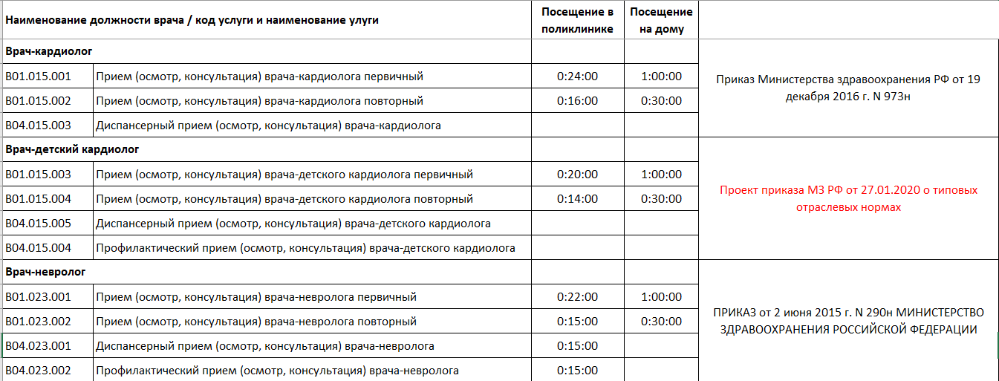 Наименование должности врача / код услуги и наименование улуги
Посещение в поликлинике
Посещение на дому
Врач-кардиолог
B01.015.001 Прием (осмотр, консультация) врача-кардиолога первичный 0:24:00 1:00:00
B01.015.002 Прием (осмотр, консультация) врача-кардиолога повторный 0:16:00 0:30:00
B04.015.003 Диспансерный прием (осмотр, консультация) врача-кардиолога
Приказ Министерства здравоохранения РФ от 19
декабря 2016 г. N 973н
Врач-детский кардиолог
B01.015.003 Прием (осмотр, консультация) врача-детского кардиолога первичный 0:20:00 1:00:00
B01.015.004 Прием (осмотр, консультация) врача-детского кардиолога повторный 0:14:00 0:30:00
B04.015.005 Диспансерный прием (осмотр, консультация) врача-детского кардиолога
B04.015.004 Профилактический прием (осмотр, консультация) врача-детского кардиолога
Проект приказа МЗ РФ от 27.01.2020 о типовых
отраслевых нормах
Врач-невролог
B01.023.001 Прием (осмотр, консультация) врача-невролога первичный 0:22:00 1:00:00
B01.023.002 Прием (осмотр, консультация) врача-невролога повторный 0:15:00 0:30:00
B04.023.001 Диспансерный прием (осмотр, консультация) врача-невролога 0:15:00
B04.023.002 Профилактический прием (осмотр, консультация) врача-невролога 0:15:00
ПРИКАЗ от 2 июня 2015 г. N 290н МИНИСТЕРСТВО
ЗДРАВООХРАНЕНИЯ РОССИЙСКОЙ ФЕДЕРАЦИИ